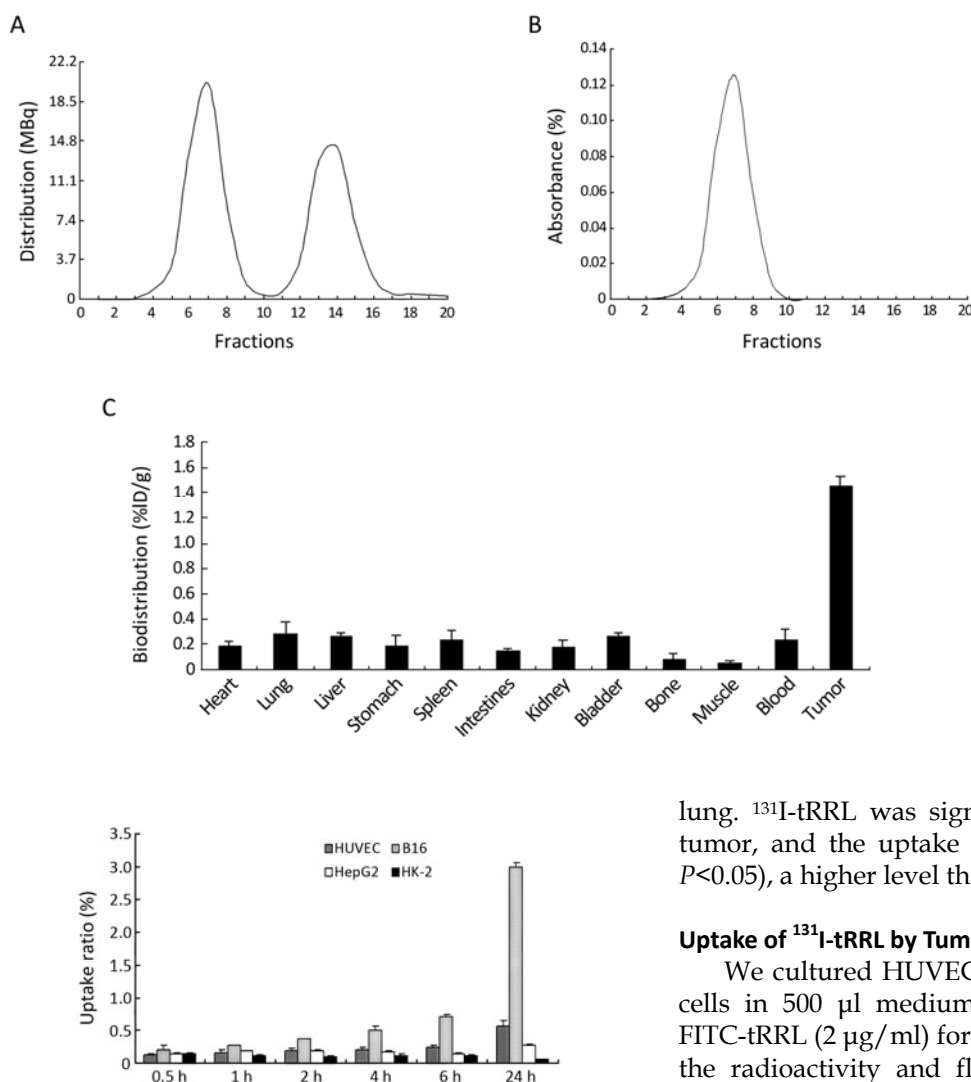 A
22.2
18.5
14.8
11.1
7.4
3.7
0
Distribution (MBq)
0 2 4 6 8 10 12 14 16 18 20
Fractions
B
0.14
0.12
0.10
0.08
0.06
0.04
0.02
0
Absorbance (%)
0 2 4 6 8 10 12 14 16 18 20
Fractions
C
1.8
1.6
1.4
1.2
1.0
0.8
0.6
0.4
0.2
0
Biodistribution (%ID/g)
Heart Lung Liver Stomach Spleen Intestines Kidney Bladder Bone Muscle Blood Tumor
3.5
3.0
2.5
2.0
1.5
1.0
0.5
0
Uptake ratio (%)
HUVEC B16
HepG2 HK-2
0.5 h 1 h 2 h 4 h 6 h 24 h
lung. ¹³¹I-tRRL was sign
tumor, and the uptake
P<0.05), a higher level tha
Uptake of ¹³¹I-tRRL by Tum
We cultured HUVEC
cells in 500 µl medium
FITC-tRRL (2 µg/ml) for
the radioactivity and fl